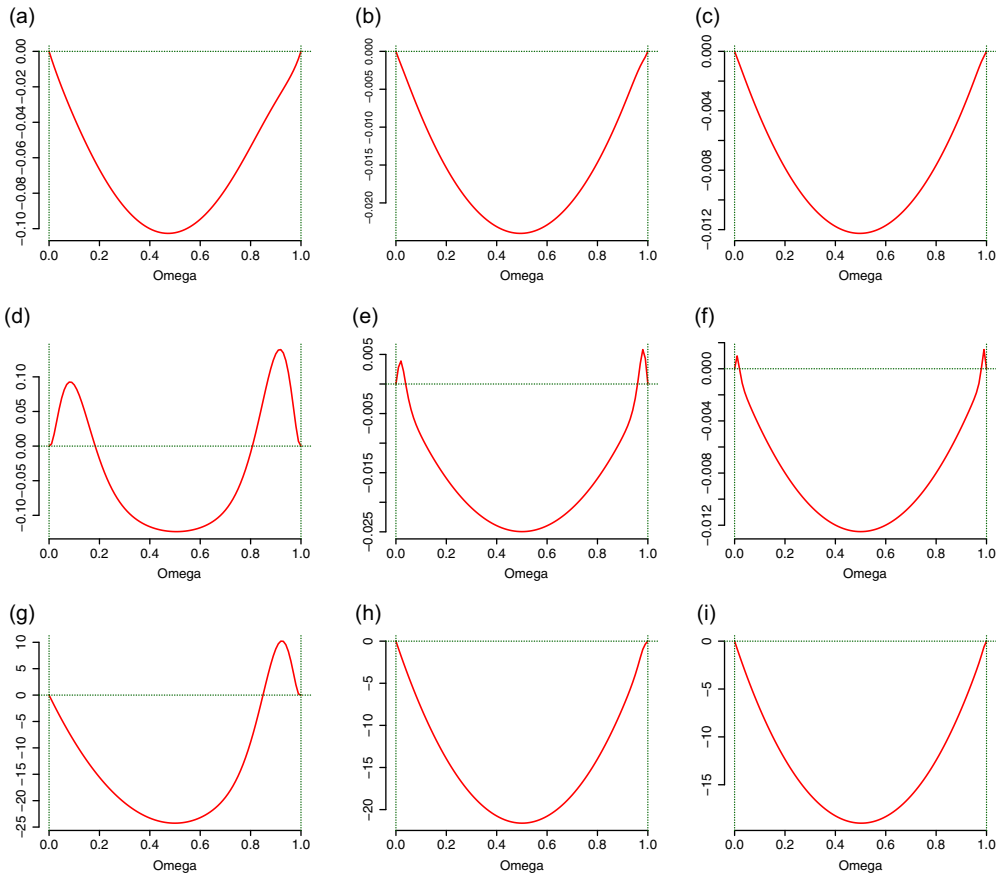 (a)
−0.10 −0.08 −0.06 −0.04 −0.02 0.00
0.0 0.2 0.4 0.6 0.8 1.0
Omega
(b)
−0.020 −0.015 −0.010 −0.005 0.000
0.0 0.2 0.4 0.6 0.8 1.0
Omega
(c)
−0.012 −0.008 −0.004 0.000
0.0 0.2 0.4 0.6 0.8 1.0
Omega
(d)
−0.10 −0.05 0.00 0.05 0.10
0.0 0.2 0.4 0.6 0.8 1.0
Omega
(e)
−0.025 −0.015 −0.005 0.005
0.0 0.2 0.4 0.6 0.8 1.0
Omega
(f)
−0.012 −0.008 −0.004 0.000
0.0 0.2 0.4 0.6 0.8 1.0
Omega
(g)
−25 −20 −15 −10 −5 0 5 10
0.0 0.2 0.4 0.6 0.8 1.0
Omega
(h)
−20 −15 −10 −5 0
0.0 0.2 0.4 0.6 0.8 1.0
Omega
(i)
−15 −10 −5 0
0.0 0.2 0.4 0.6 0.8 1.0
Omega